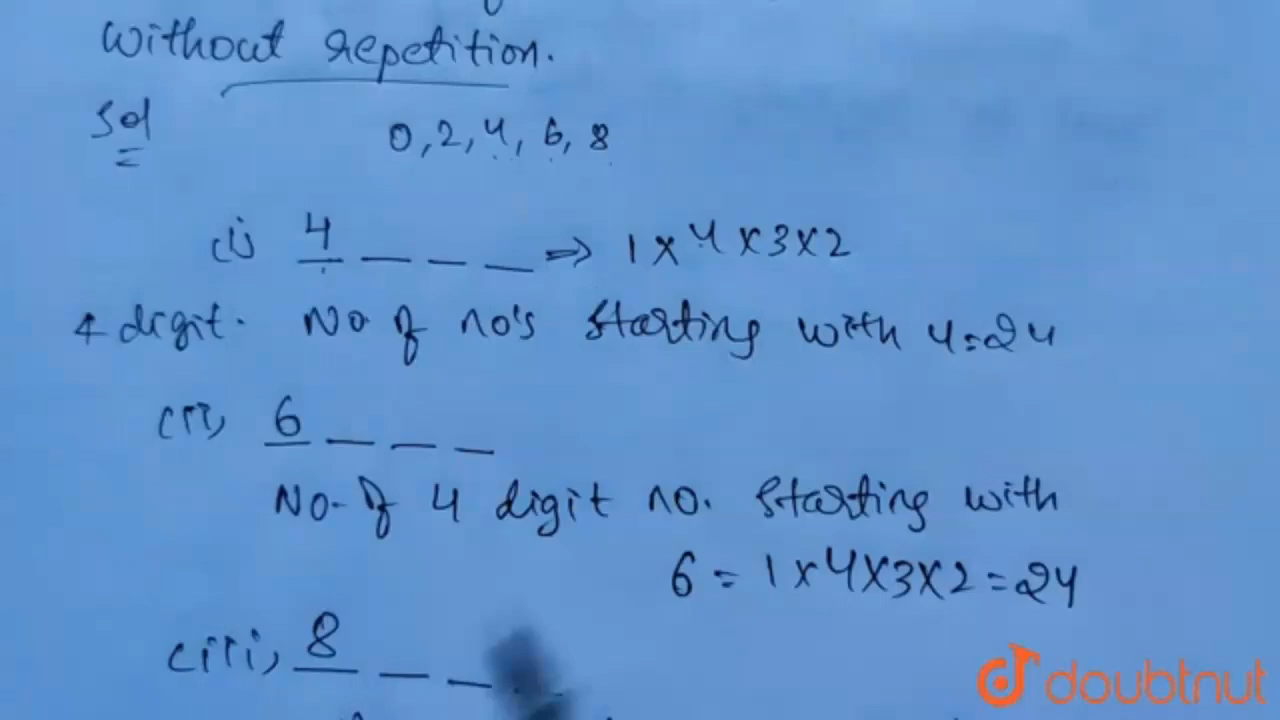 without repetition.
Sol
0, 2, 4, 6, 8
(i) 4 _ _ _ ⇒ 1 x 4 x 3 x 2
4 digit. No of no's starting with 4 = 24
(ii) 6 _ _ _
No. of 4 digit no. starting with
6 = 1 x 4 x 3 x 2 = 24
(iii) 8 _ _ _
doubtnut